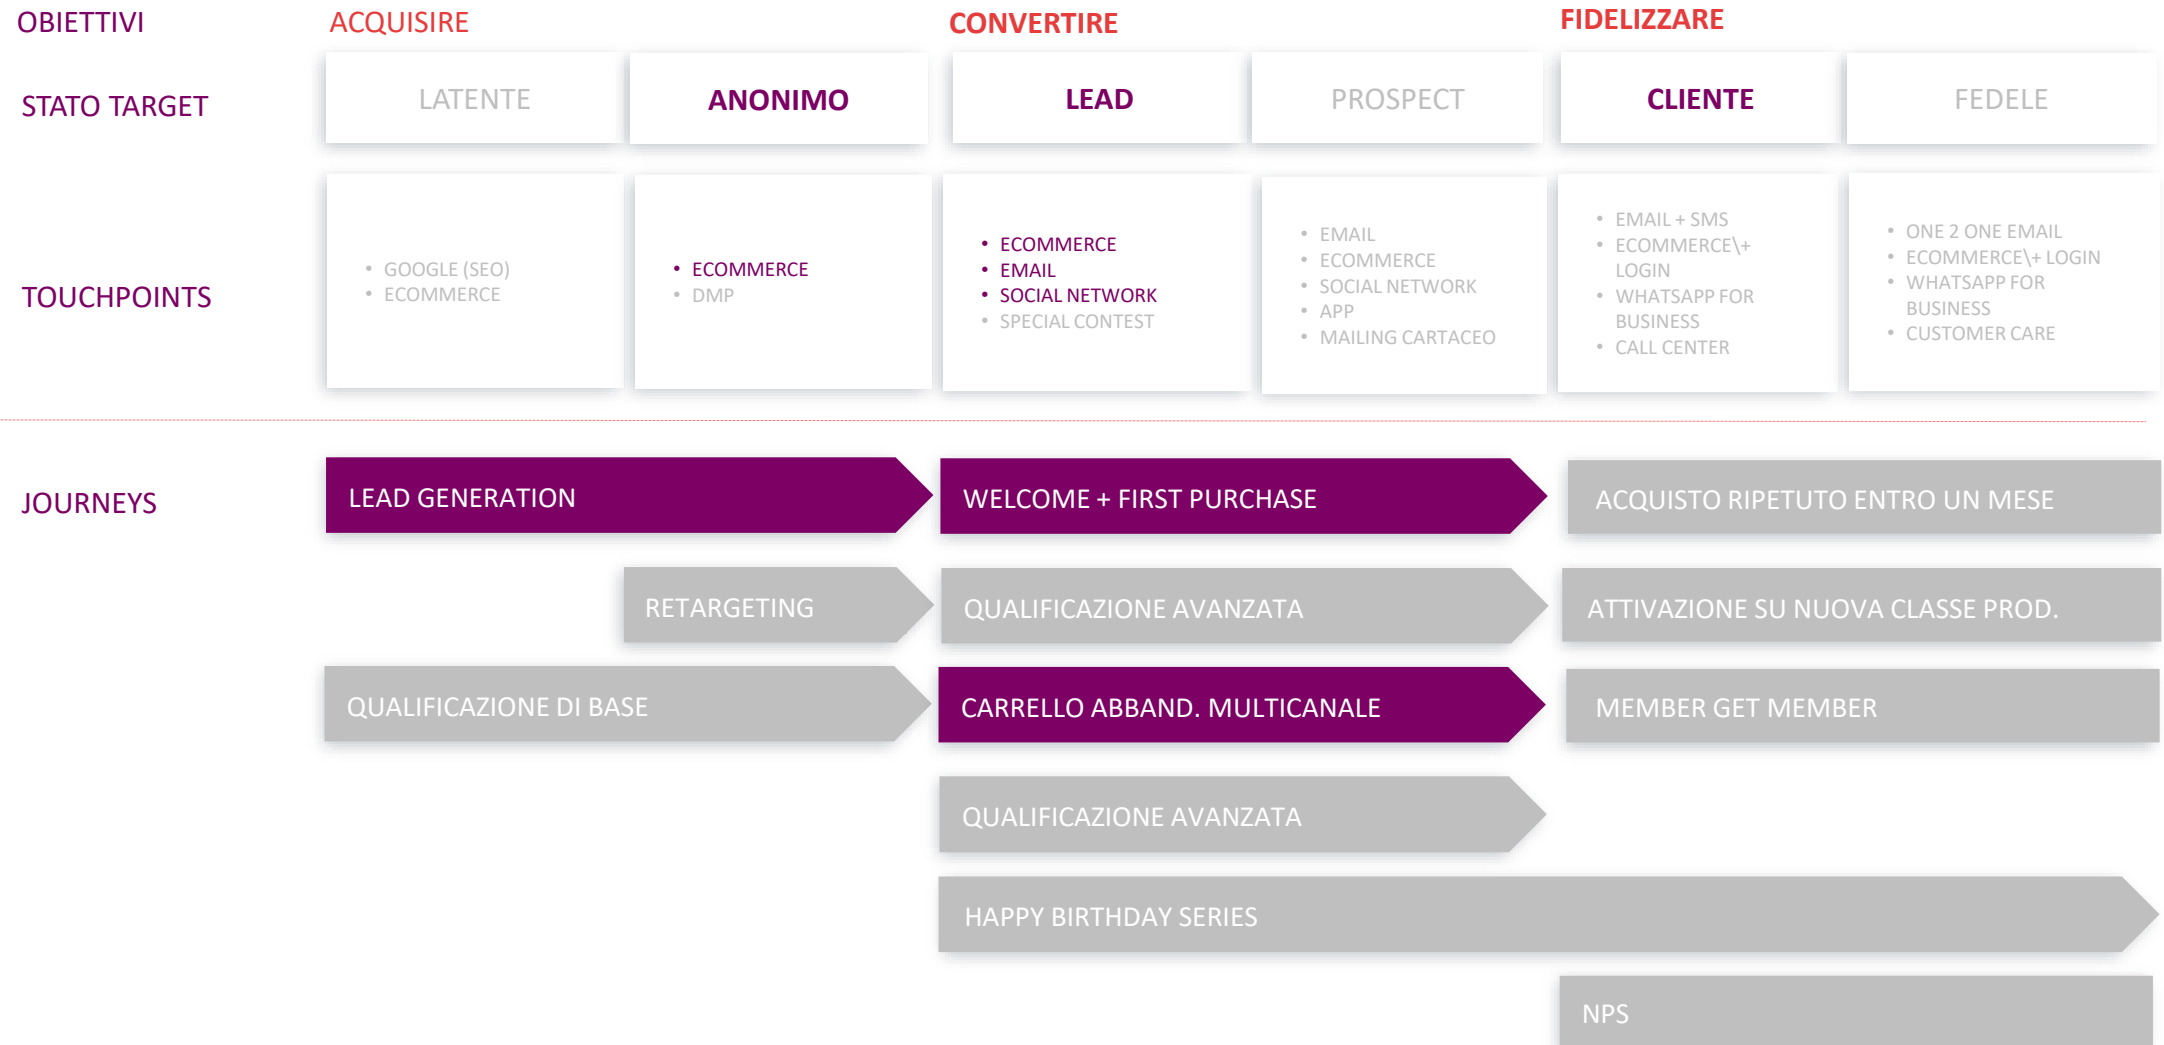 OBIETTIVI
ACQUISIRE
CONVERTIRE
FIDELIZZARE
STATO TARGET
LATENTE
ANONIMO
LEAD
PROSPECT
CLIENTE
FEDELE
TOUCHPOINTS
• GOOGLE (SEO)
• ECOMMERCE
• ECOMMERCE
• DMP
• ECOMMERCE
• EMAIL
• SOCIAL NETWORK
• SPECIAL CONTEST
• EMAIL
• ECOMMERCE
• SOCIAL NETWORK
• APP
• MAILING CARTACEO
• EMAIL + SMS
• ECOMMERCE\+
LOGIN
• WHATSAPP FOR
BUSINESS
• CALL CENTER
• ONE 2 ONE EMAIL
• ECOMMERCE\+ LOGIN
• WHATSAPP FOR
BUSINESS
• CUSTOMER CARE
JOURNEYS
LEAD GENERATION
WELCOME + FIRST PURCHASE
ACQUISTO RIPETUTO ENTRO UN MESE
RETARGETING
QUALIFICAZIONE AVANZATA
ATTIVAZIONE SU NUOVA CLASSE PROD.
QUALIFICAZIONE DI BASE
CARRELLO ABBAND. MULTICANALE
MEMBER GET MEMBER
QUALIFICAZIONE AVANZATA
HAPPY BIRTHDAY SERIES
NPS